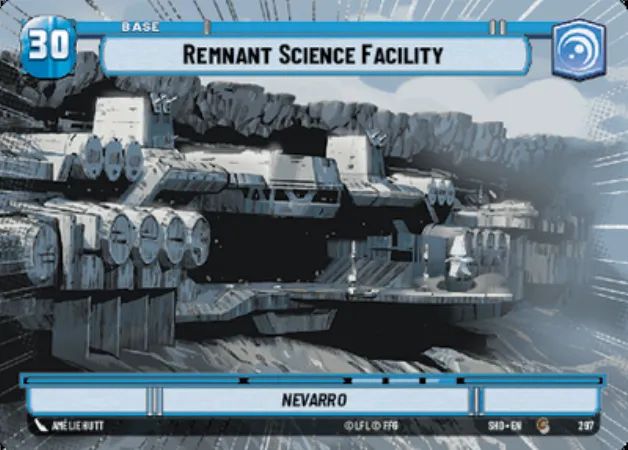 BASE
30
REMNANT SCIENCE FACILITY
NEVARRO
AMÉLIE HUTT
© LFL © FFG
SHD • EN
297